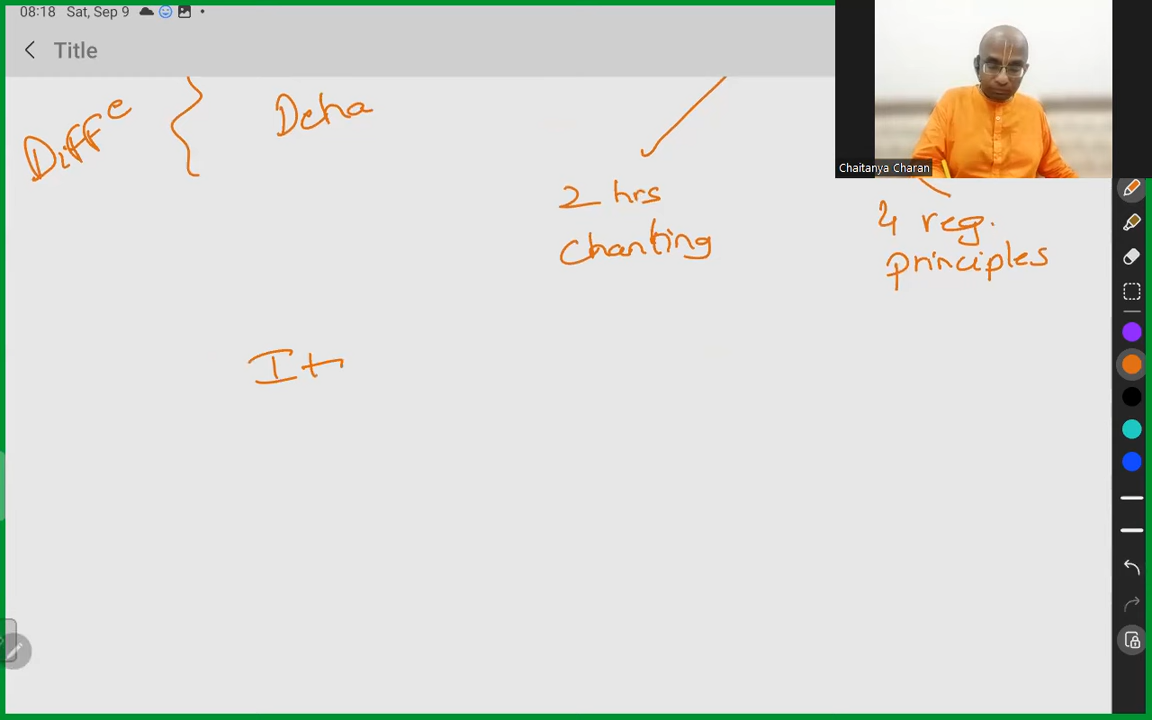 08:18 Sat, Sep 9
Title
Chaitanya Charan
Diffe
Deha
2 hrs
chanting
4 reg.
principles
It